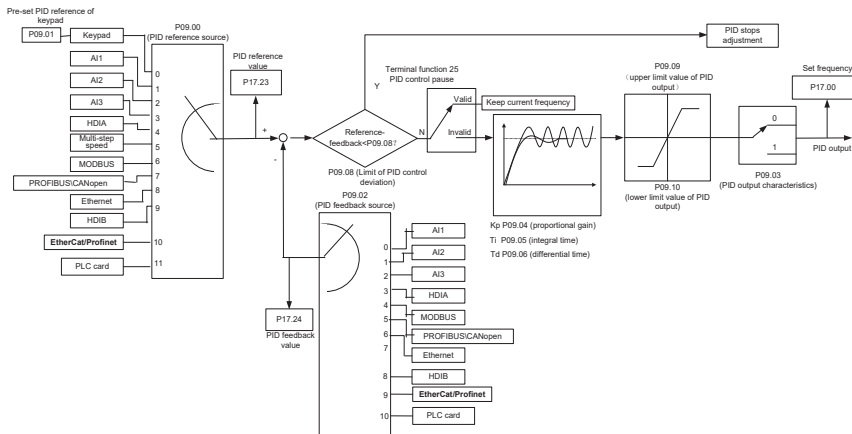 Pre-set PID reference of
keypad
P09.01
Keypad
AI1
AI2
AI3
HDIA
Multi-step
speed
MODBUS
PROFIBUS\CANopen
Ethernet
HDIB
EtherCat/Profinet
PLC card
P09.00
(PID reference source)
0
1
2
3
4
5
6
7
8
9
10
11
PID reference
value
P17.23
+
-
Reference-
feedback<P09.08?
Y
N
P09.08 (Limit of PID control
deviation)
Terminal function 25
PID control pause
Valid
Invalid
Keep current frequency
PID stops
adjustment
Kp P09.04 (proportional gain)
Ti P09.05 (integral time)
Td P09.06 (differential time)
P09.09
(upper limit value of PID
output)
P09.10
(lower limit value of PID
output)
Set frequency
P17.00
0
1
PID output
P09.03
(PID output characteristics)
P09.02
(PID feedback source)
0
1
2
3
4
5
6
7
8
9
10
AI1
AI2
AI3
HDIA
MODBUS
PROFIBUS\CANopen
Ethernet
HDIB
EtherCat/Profinet
PLC card
P17.24
PID feedback
value